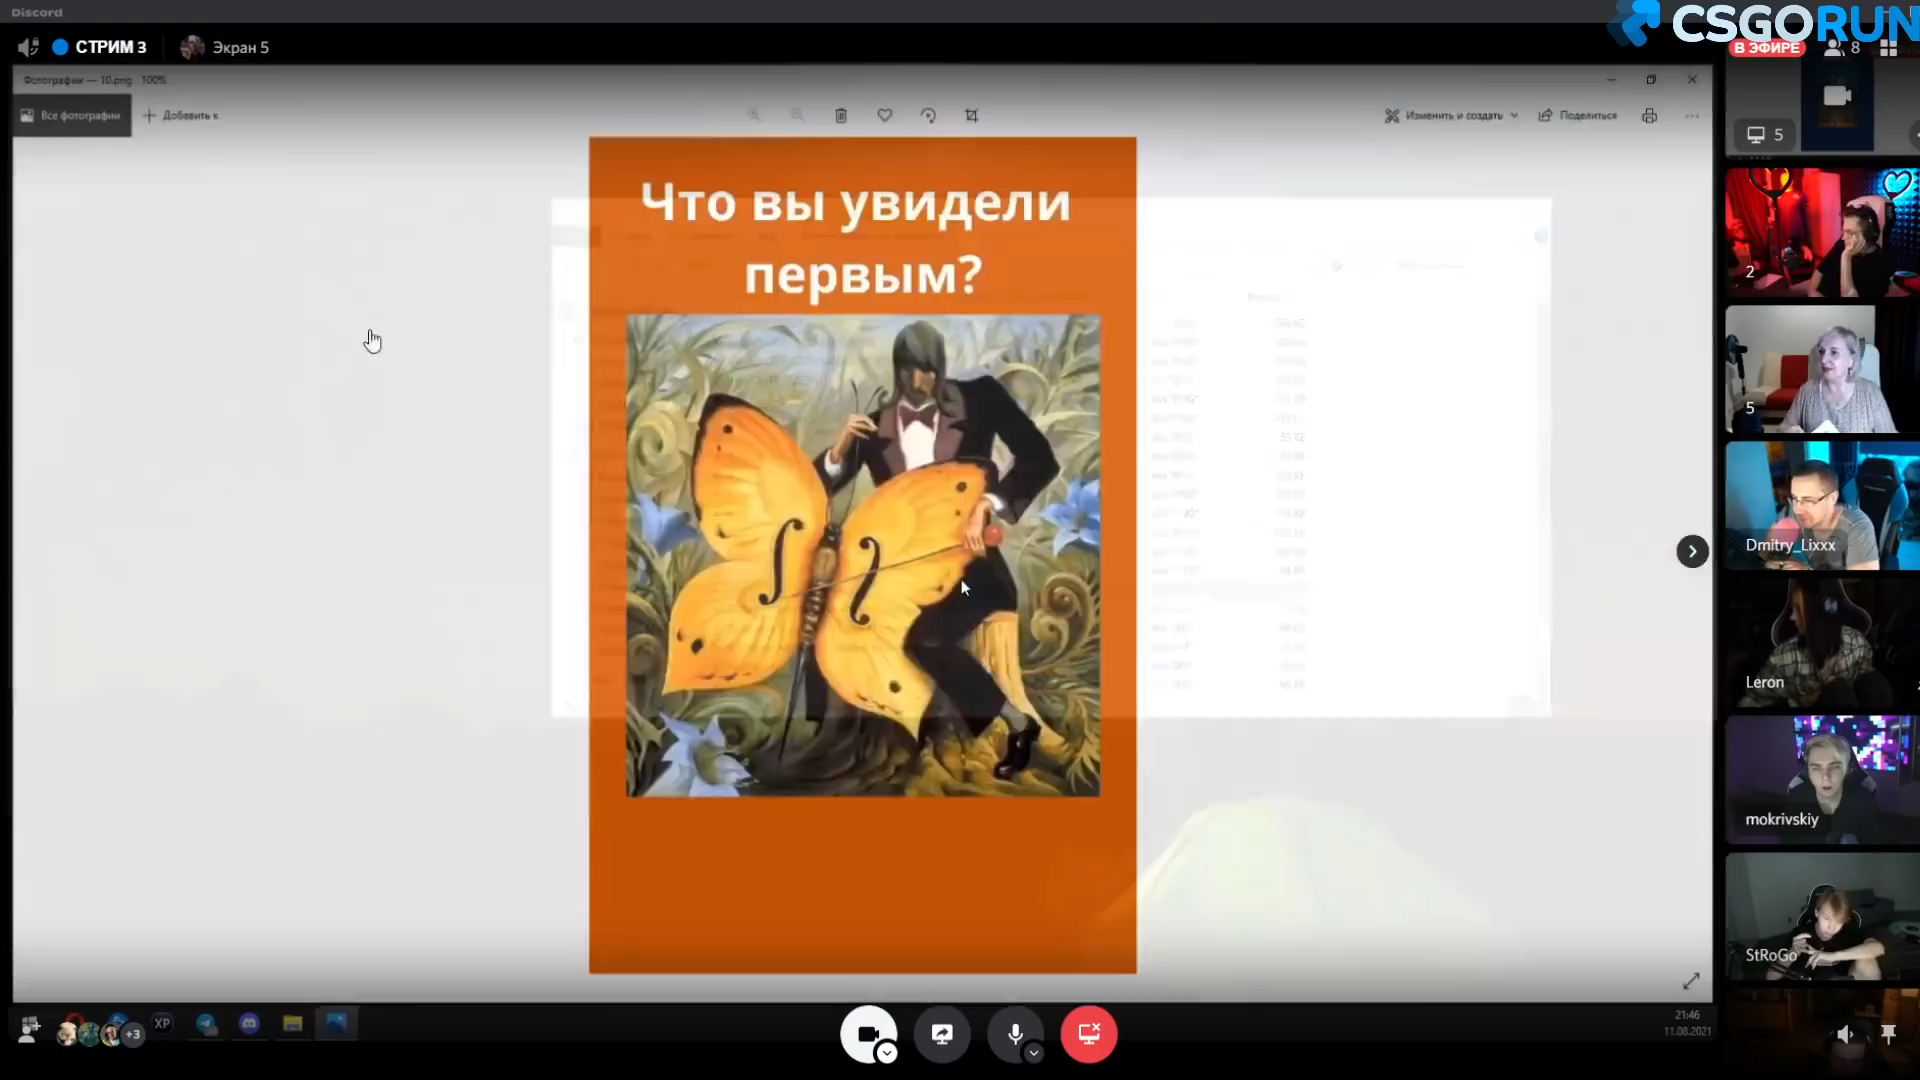 Discord
CSGORUN
СТРИМ 3
Экран 5
В ЭФИРЕ
8
Фотографии — 10.png 100%
Все фотографии
Добавить к
Изменить и создать
Поделиться
5
Что вы увидели
первым?
2
5
Dmitry_Lixxx
Leron
mokrivskiy
StRoGo
+3
XP
21:46
11.08.2021